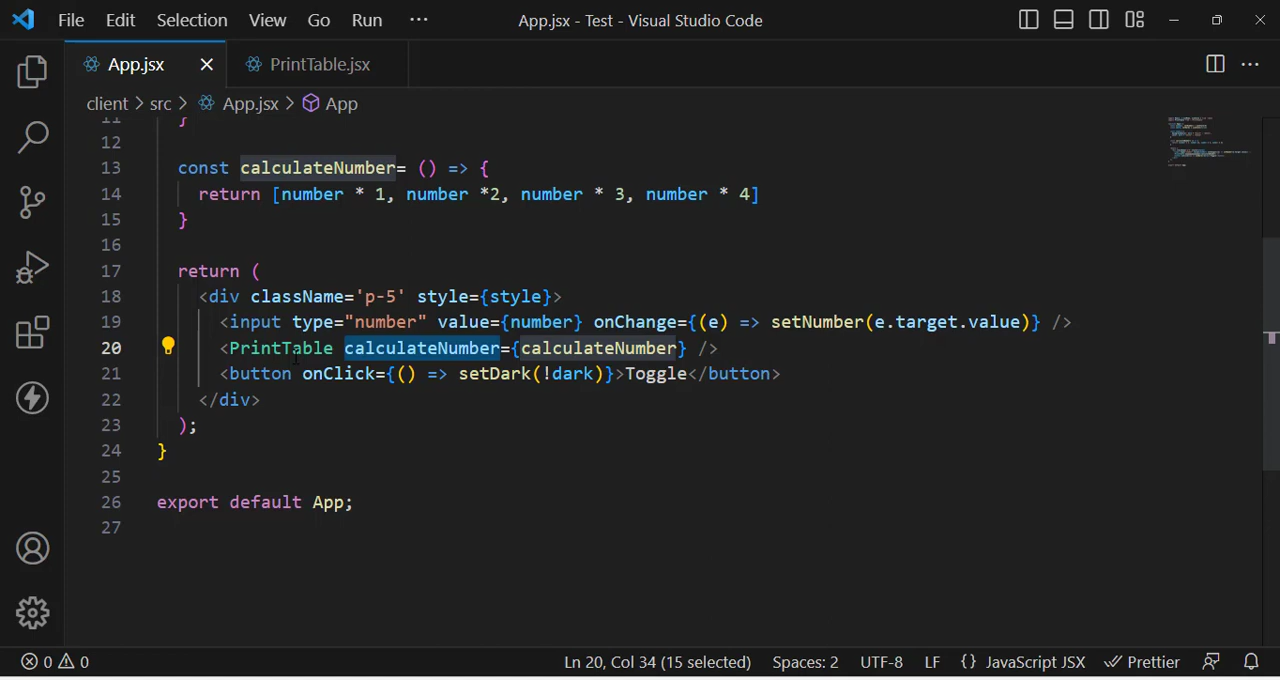 File Edit Selection View Go Run ··· App.jsx - Test - Visual Studio Code
App.jsx PrintTable.jsx
client > src > App.jsx > App
11 }
12
13 const calculateNumber= () => {
14 return [number * 1, number *2, number * 3, number * 4]
15 }
16
17 return (
18 <div className='p-5' style={style}>
19 <input type="number" value={number} onChange={(e) => setNumber(e.target.value)} />
20 <PrintTable calculateNumber={calculateNumber} />
21 <button onClick={() => setDark(!dark)}>Toggle</button>
22 </div>
23 );
24 }
25
26 export default App;
27
0 0 Ln 20, Col 34 (15 selected) Spaces: 2 UTF-8 LF {} JavaScript JSX Prettier